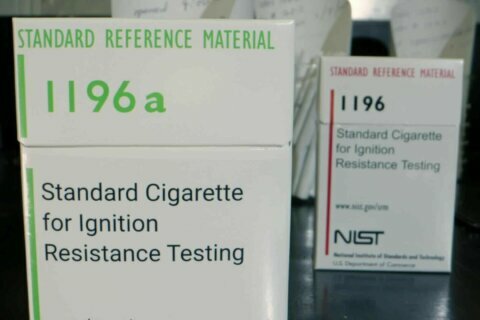 STANDARD REFERENCE MATERIAL
1196a
Standard Cigarette
for Ignition
Resistance Testing
STANDARD REFERENCE MATERIAL
1196
Standard Cigarette
for Ignition
Resistance Testing
www.nist.gov/srm
NIST
National Institute of Standards and Technology
U.S. Department of Commerce